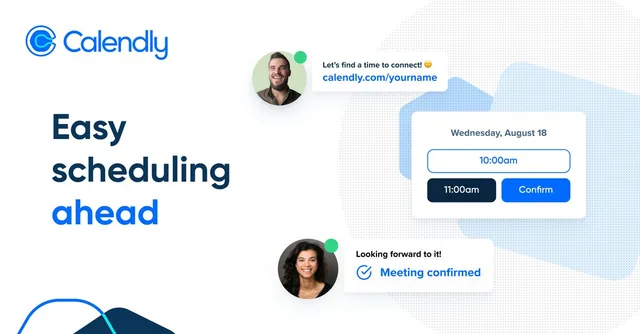 Calendly
Easy
scheduling
ahead
Let's find a time to connect! 😄
calendly.com/yourname
Wednesday, August 18
10:00am
11:00am
Confirm
Looking forward to it!
Meeting confirmed